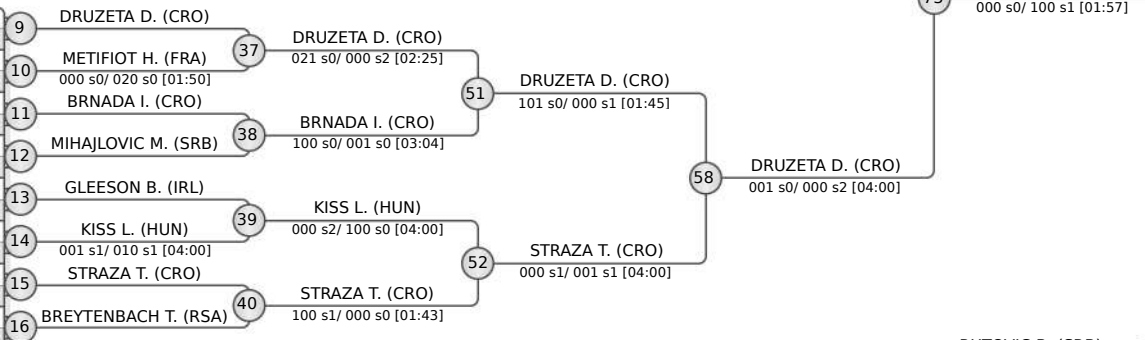 000 s0/ 100 s1 [01:57]
9
DRUZETA D. (CRO)
10
METIFIOT H. (FRA)
000 s0/ 020 s0 [01:50]
37
DRUZETA D. (CRO)
021 s0/ 000 s2 [02:25]
11
BRNADA I. (CRO)
12
MIHAJLOVIC M. (SRB)
38
BRNADA I. (CRO)
100 s0/ 001 s0 [03:04]
51
DRUZETA D. (CRO)
101 s0/ 000 s1 [01:45]
13
GLEESON B. (IRL)
14
KISS L. (HUN)
001 s1/ 010 s1 [04:00]
39
KISS L. (HUN)
000 s2/ 100 s0 [04:00]
15
STRAZA T. (CRO)
16
BREYTENBACH T. (RSA)
40
STRAZA T. (CRO)
100 s1/ 000 s0 [01:43]
52
STRAZA T. (CRO)
000 s1/ 001 s1 [04:00]
58
DRUZETA D. (CRO)
001 s0/ 000 s2 [04:00]